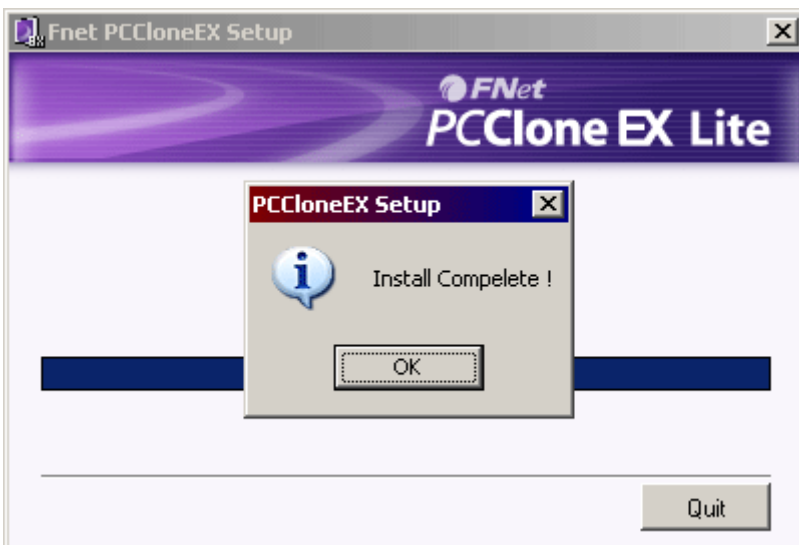 Fnet PCCloneEX Setup
FNet
PCClone EX Lite
PCCloneEX Setup
Install Compelete !
OK
Quit